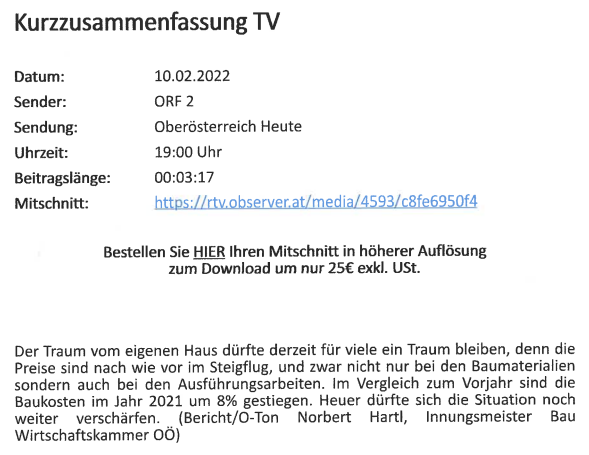 Kurzzusammenfassung TV
Datum: 10.02.2022
Sender: ORF 2
Sendung: Oberösterreich Heute
Uhrzeit: 19:00 Uhr
Beitragslänge: 00:03:17
Mitschnitt: https://rtv.observer.at/media/4593/c8fe6950f4
Bestellen Sie HIER Ihren Mitschnitt in höherer Auflösung
zum Download um nur 25€ exkl. USt.
Der Traum vom eigenen Haus dürfte derzeit für viele ein Traum bleiben, denn die
Preise sind nach wie vor im Steigflug, und zwar nicht nur bei den Baumaterialien
sondern auch bei den Ausführungsarbeiten. Im Vergleich zum Vorjahr sind die
Baukosten im Jahr 2021 um 8% gestiegen. Heuer dürfte sich die Situation noch
weiter verschärfen. (Bericht/O-Ton Norbert Hartl, Innungsmeister Bau
Wirtschaftskammer OÖ)